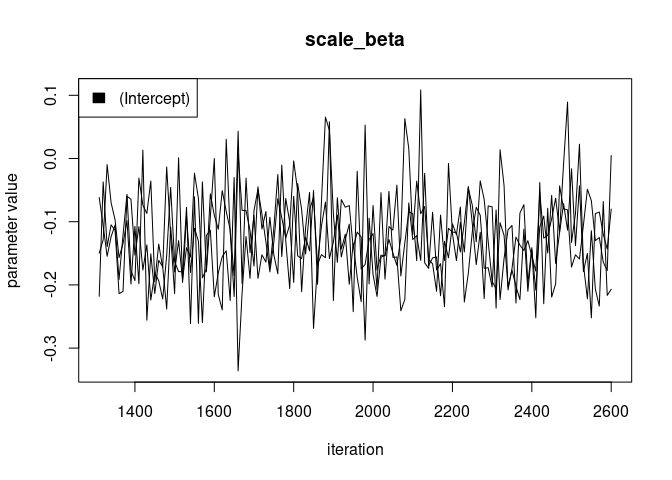 scale_beta
(Intercept)
parameter value
0.1
0.0
-0.1
-0.2
-0.3
1400 1600 1800 2000 2200 2400 2600
iteration